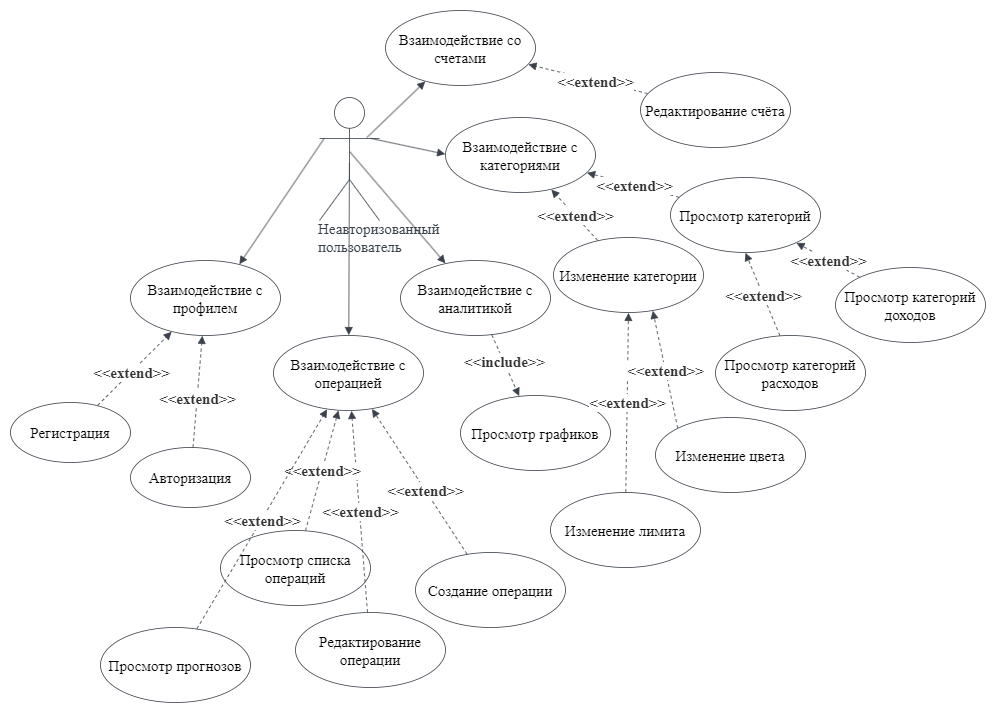 Взаимодействие со
счетами
<<extend>>
Редактирование счёта
Взаимодействие с
категориями
<<extend>>
<<extend>>
Просмотр категорий
Неавторизованный
пользователь
<<extend>>
Изменение категории
Взаимодействие с
профилем
Взаимодействие с
аналитикой
<<extend>>
Просмотр категорий
доходов
Взаимодействие с
операцией
<<include>>
<<extend>>
<<extend>>
Просмотр категорий
расходов
<<extend>>
<<extend>>
Регистрация
Просмотр графиков
Изменение цвета
Авторизация
<<extend>>
<<extend>>
<<extend>>
<<extend>>
Изменение лимита
Просмотр списка
операций
Создание операции
Редактирование
операции
Просмотр прогнозов